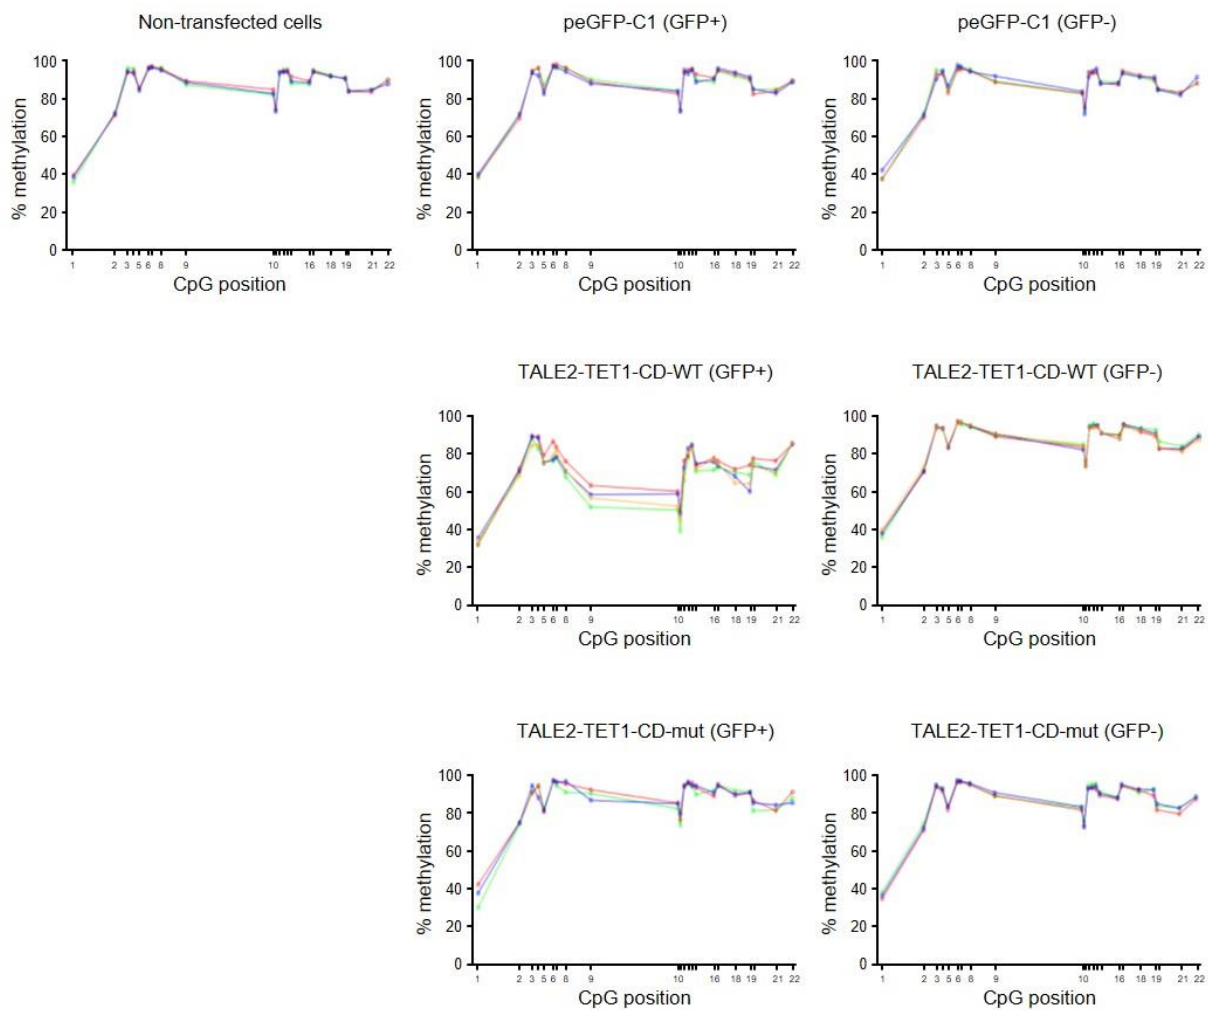 Non-transfected cells
peGFP-C1 (GFP+)
peGFP-C1 (GFP-)
% methylation
100
80
60
40
20
0
1 2 3 5 6 8 9 10 16 18 19 21 22
CpG position
% methylation
100
80
60
40
20
0
1 2 3 5 6 8 9 10 16 18 19 21 22
CpG position
% methylation
100
80
60
40
20
0
1 2 3 5 6 8 9 10 16 18 19 21 22
CpG position
TALE2-TET1-CD-WT (GFP+)
TALE2-TET1-CD-WT (GFP-)
% methylation
100
80
60
40
20
0
1 2 3 5 6 8 9 10 16 18 19 21 22
CpG position
% methylation
100
80
60
40
20
0
1 2 3 5 6 8 9 10 16 18 19 21 22
CpG position
TALE2-TET1-CD-mut (GFP+)
TALE2-TET1-CD-mut (GFP-)
% methylation
100
80
60
40
20
0
1 2 3 5 6 8 9 10 16 18 19 21 22
CpG position
% methylation
100
80
60
40
20
0
1 2 3 5 6 8 9 10 16 18 19 21 22
CpG position